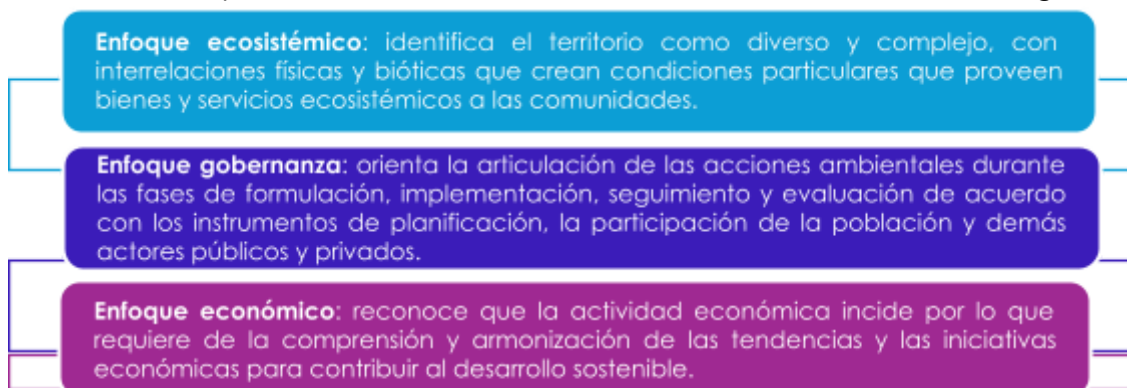 Enfoque ecosistémico: identifica el territorio como diverso y complejo, con
interrelaciones físicas y bióticas que crean condiciones particulares que proveen
bienes y servicios ecosistémicos a las comunidades.
Enfoque gobernanza: orienta la articulación de las acciones ambientales durante
las fases de formulación, implementación, seguimiento y evaluación de acuerdo
con los instrumentos de planificación, la participación de la población y demás
actores públicos y privados.
Enfoque económico: reconoce que la actividad económica incide por lo que
requiere de la comprensión y armonización de las tendencias y las iniciativas
económicas para contribuir al desarrollo sostenible.